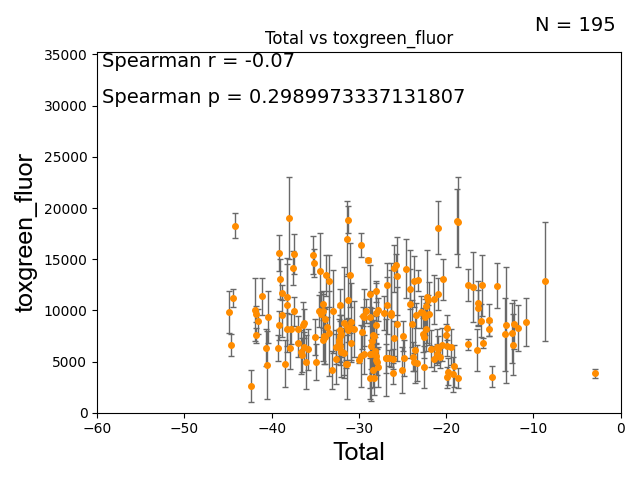 N = 195
Total vs toxgreen_fluor
Spearman r = -0.07
Spearman p = 0.2989973337131807
35000
30000
25000
20000
15000
10000
5000
0
toxgreen_fluor
−60 −50 −40 −30 −20 −10 0
Total